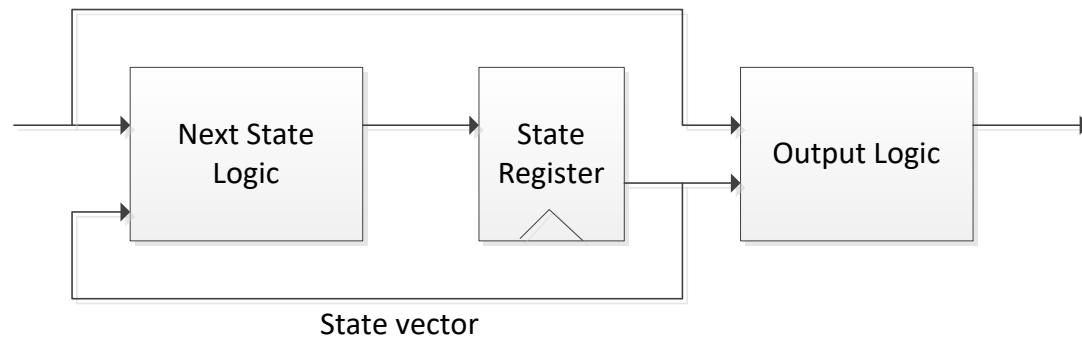 Next State
Logic
State
Register
Output Logic
State vector